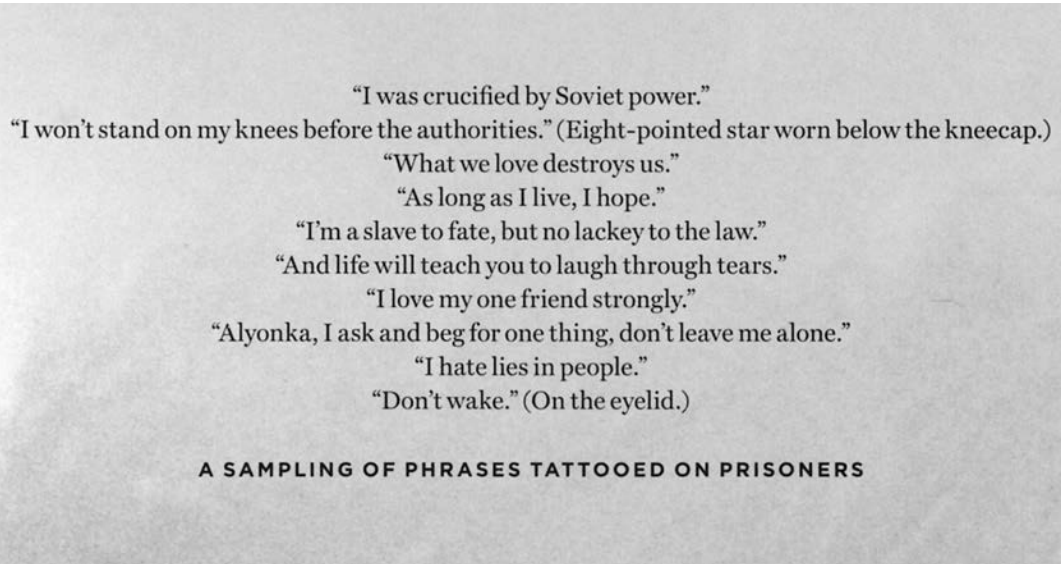 “I was crucified by Soviet power.”
“I won’t stand on my knees before the authorities.” (Eight-pointed star worn below the kneecap.)
“What we love destroys us.”
“As long as I live, I hope.”
“I’m a slave to fate, but no lackey to the law.”
“And life will teach you to laugh through tears.”
“I love my one friend strongly.”
“Alyonka, I ask and beg for one thing, don’t leave me alone.”
“I hate lies in people.”
“Don’t wake.” (On the eyelid.)
A SAMPLING OF PHRASES TATTOOED ON PRISONERS